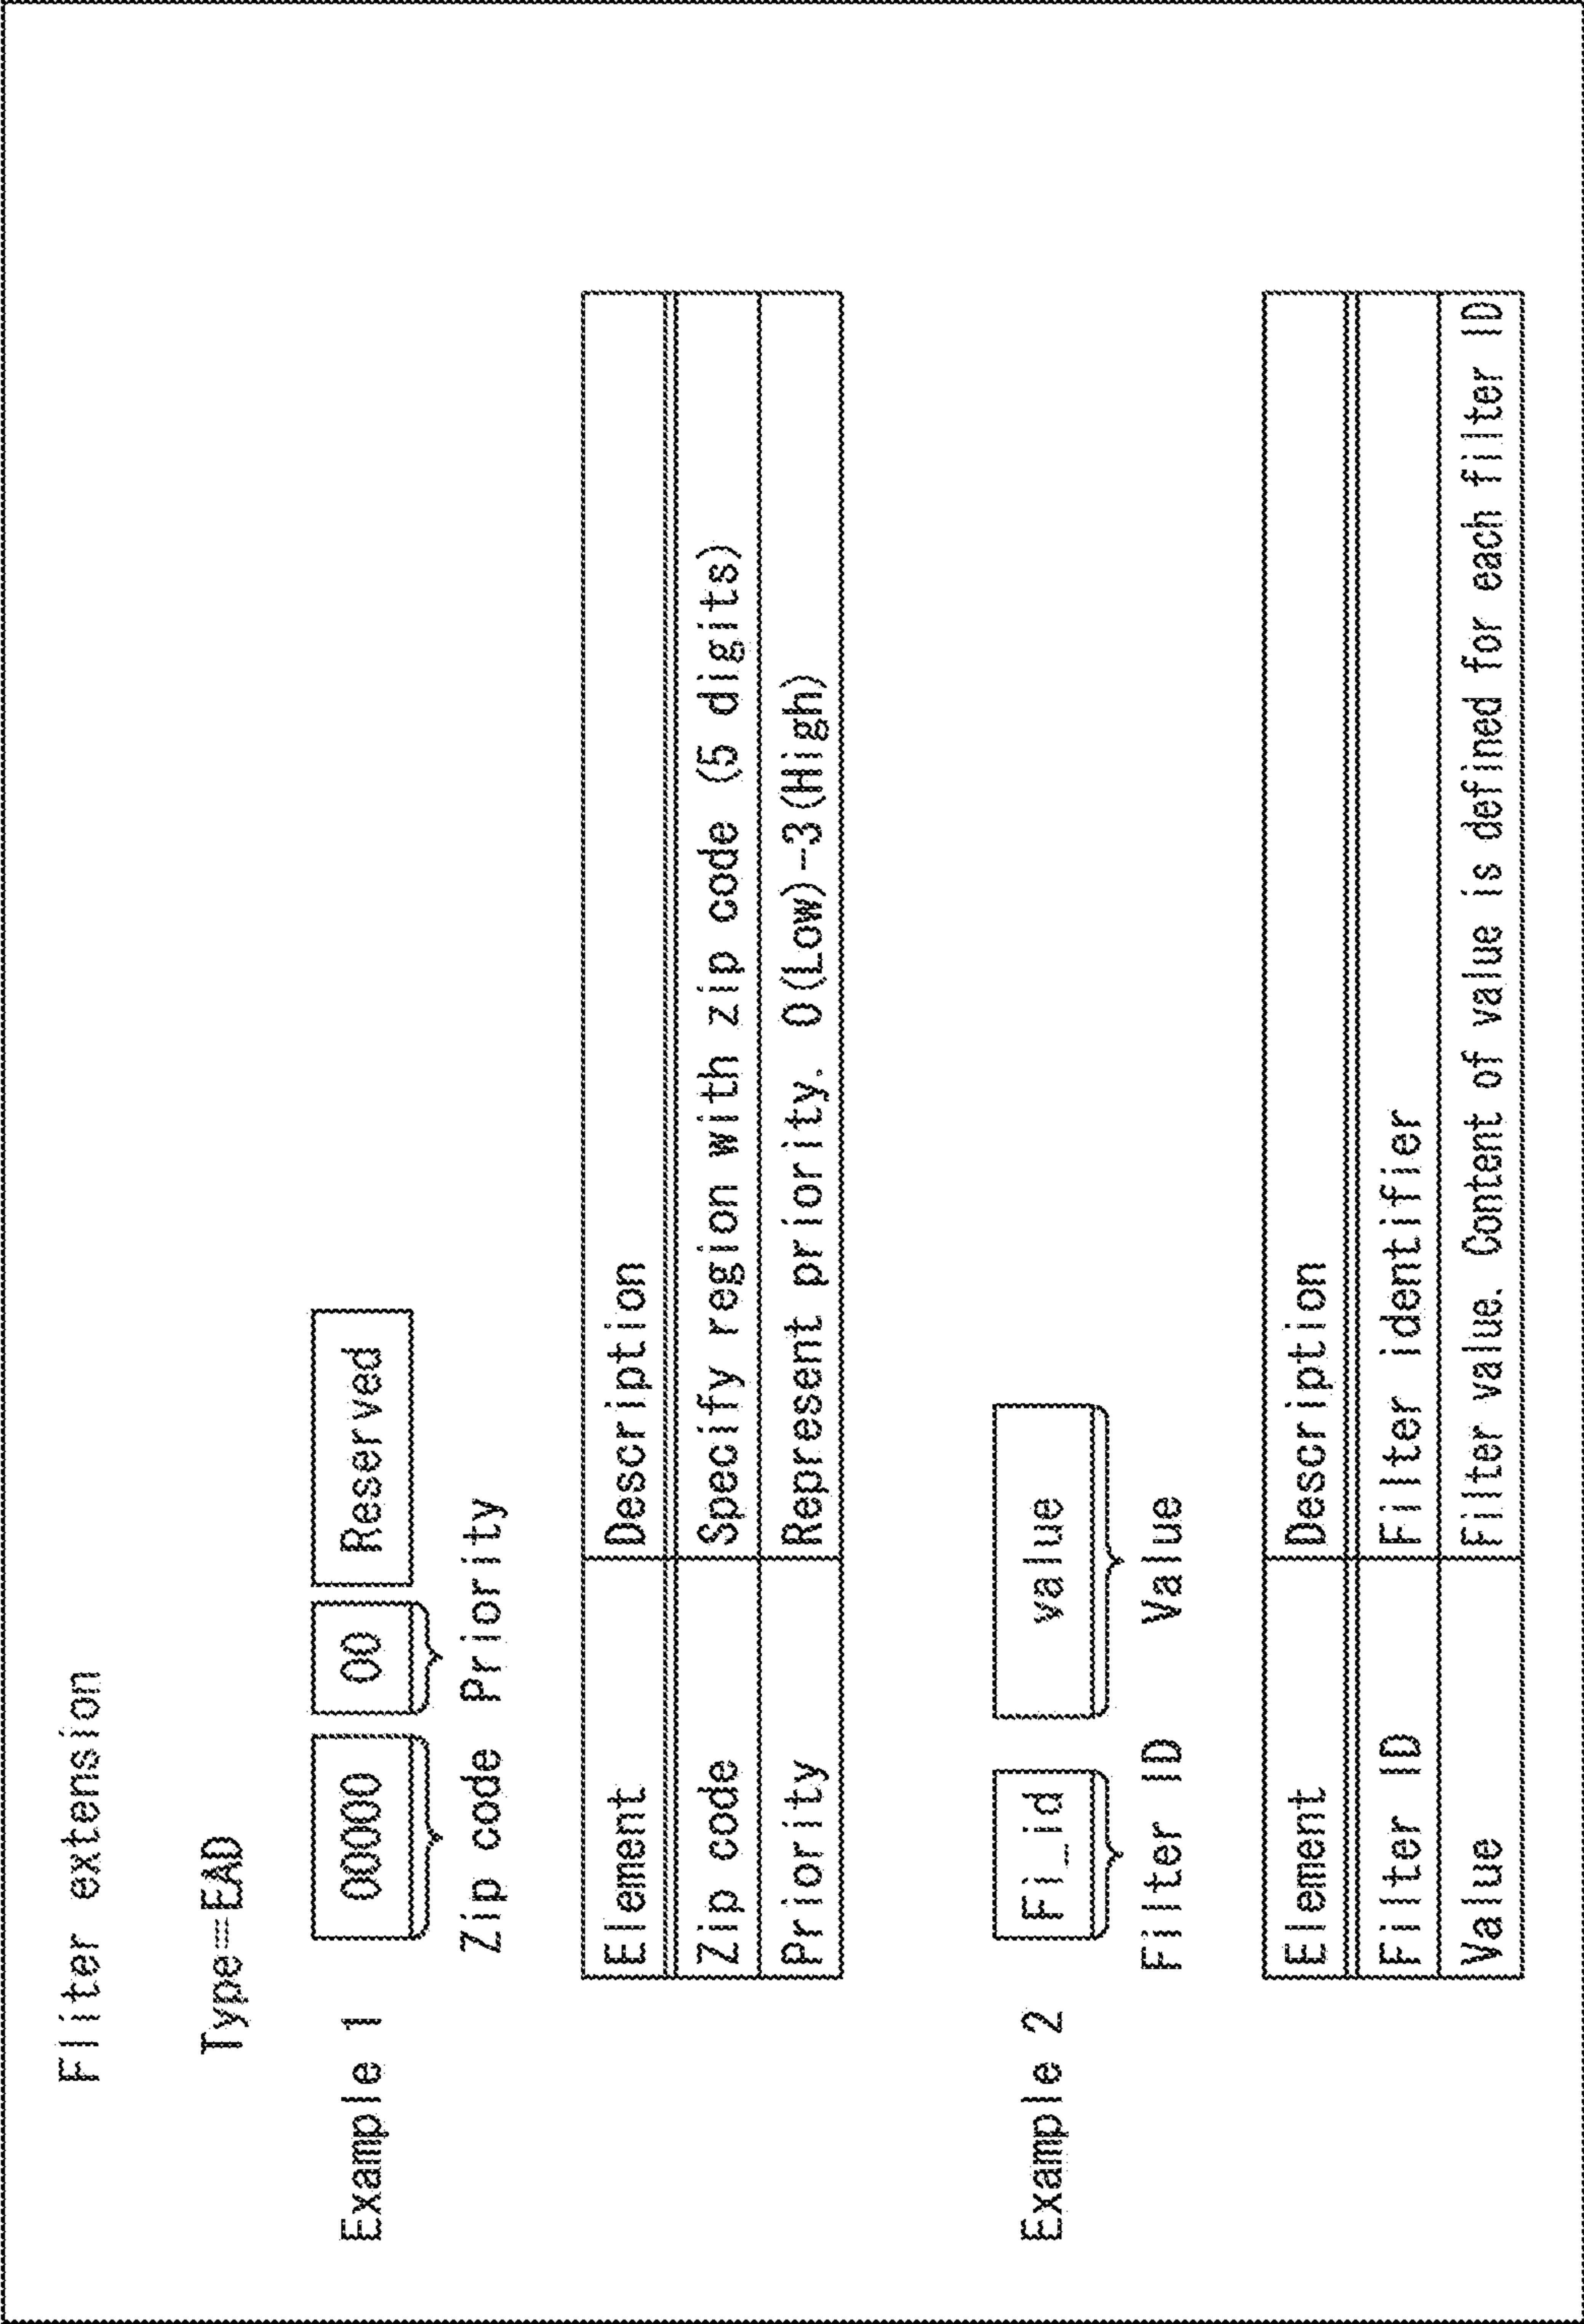 Fliter extension
Type==EAD
Example 1 00000 00 Reserved
Zip code Priority
Element Description
Zip code Specify region with zip code (5 digits)
Priority Represent priority. 0(Low)-3(High)
Example 2 Fi_id value
Filter ID Value
Element Description
Filter ID Filter identifier
Value Filter value. Content of value is defined for each filter ID